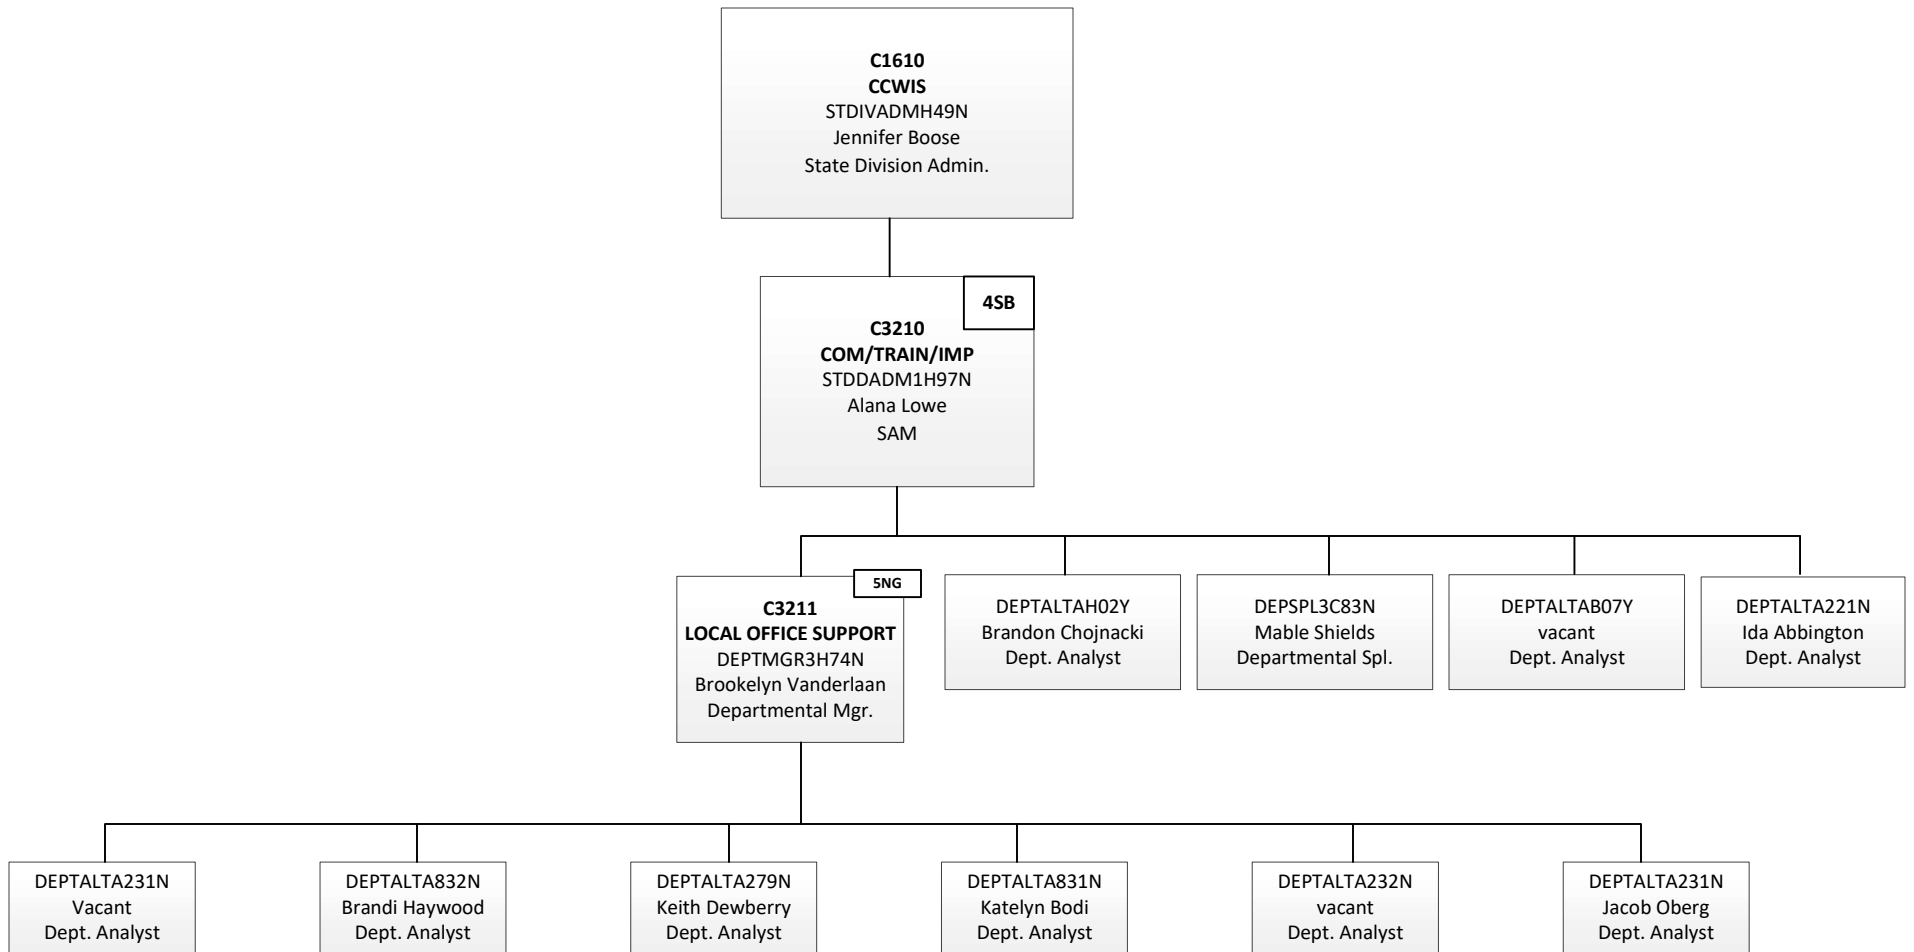 C1610
CCWIS
STDIVADMH49N
Jennifer Boose
State Division Admin.
4SB
C3210
COM/TRAIN/IMP
STDDADM1H97N
Alana Lowe
SAM
5NG
C3211
LOCAL OFFICE SUPPORT
DEPTMGR3H74N
Brookelyn Vanderlaan
Departmental Mgr.
DEPTALTAH02Y
Brandon Chojnacki
Dept. Analyst
DEPSPL3C83N
Mable Shields
Departmental Spl.
DEPTALTAB07Y
vacant
Dept. Analyst
DEPTALTA221N
Ida Abbington
Dept. Analyst
DEPTALTA231N
Vacant
Dept. Analyst
DEPTALTA832N
Brandi Haywood
Dept. Analyst
DEPTALTA279N
Keith Dewberry
Dept. Analyst
DEPTALTA831N
Katelyn Bodi
Dept. Analyst
DEPTALTA232N
vacant
Dept. Analyst
DEPTALTA231N
Jacob Oberg
Dept. Analyst